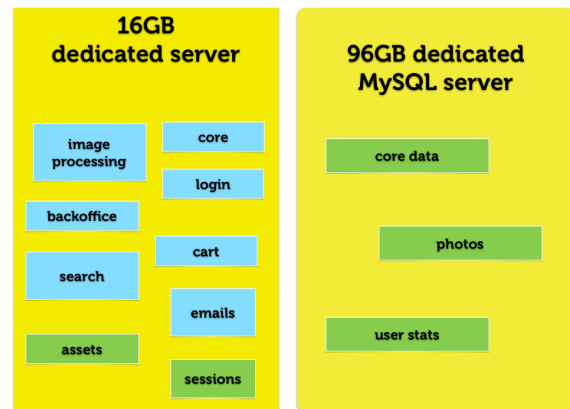 16GB
dedicated server
image
processing
core
login
backoffice
cart
search
emails
assets
sessions
96GB dedicated
MySQL server
core data
photos
user stats